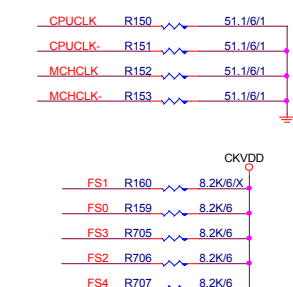 CPUCLK R150 51.1/6/1
CPUCLK- R151 51.1/6/1
MCHCLK R152 51.1/6/1
MCHCLK- R153 51.1/6/1
CKVDD
FS1 R160 8.2K/6/X
FS0 R159 8.2K/6
FS3 R705 8.2K/6
FS2 R706 8.2K/6
FS4 R707 8.2K/6